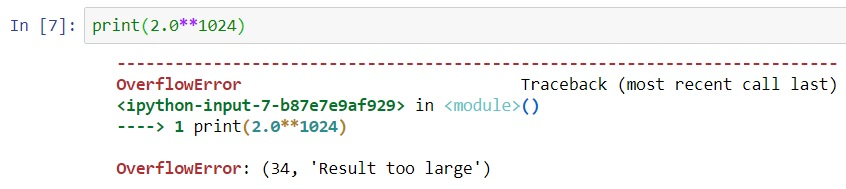 In [7]: print(2.0**1024)
---------------------------------------------------------------------------
OverflowError                             Traceback (most recent call last)
<ipython-input-7-b87e7e9af929> in <module>()
----> 1 print(2.0**1024)
OverflowError: (34, 'Result too large')